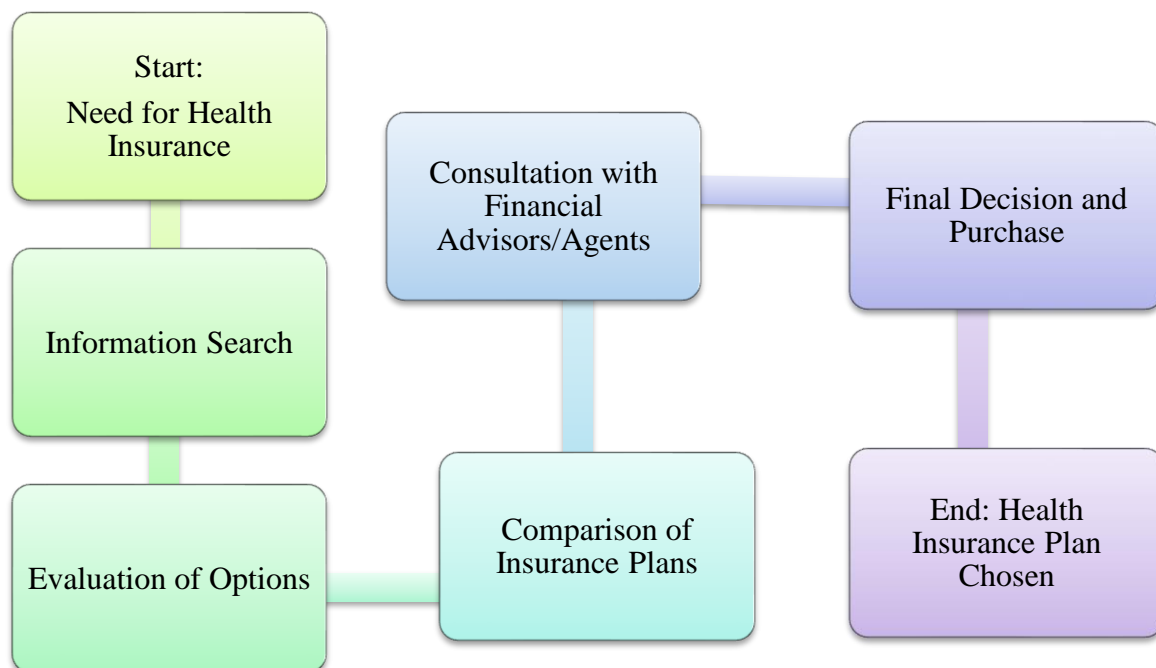 Start:
Need for Health
Insurance
Information Search
Evaluation of Options
Comparison of
Insurance Plans
Consultation with
Financial
Advisors/Agents
Final Decision and
Purchase
End: Health
Insurance Plan
Chosen